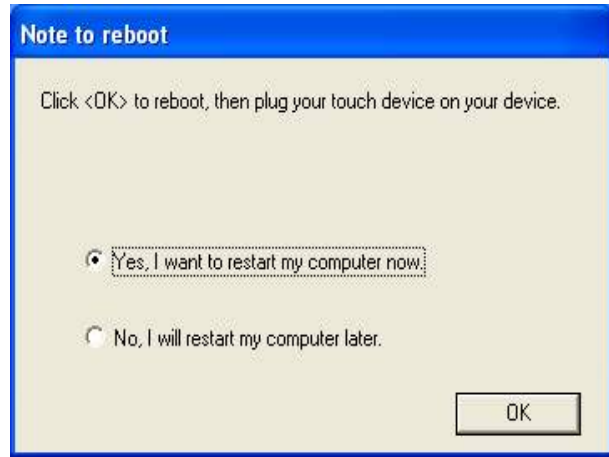 Note to reboot
Click <OK> to reboot, then plug your touch device on your device.
Yes, I want to restart my computer now.
No, I will restart my computer later.
OK